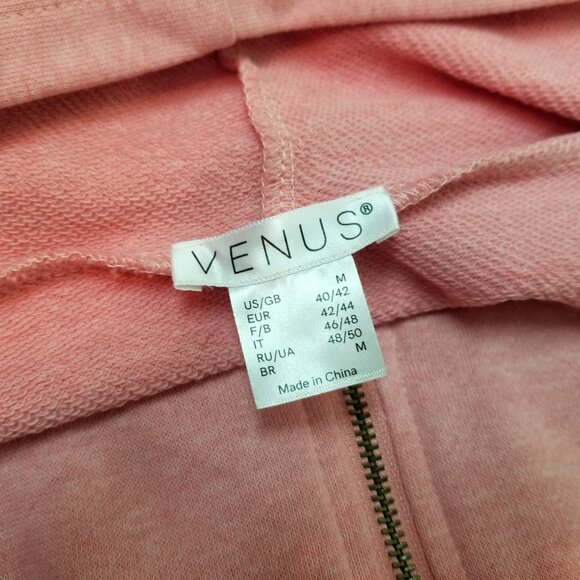 VENUS®
US/GB M
EUR 40/42
F/B 42/44
IT 46/48
RU/UA 48/50
BR M
Made in China